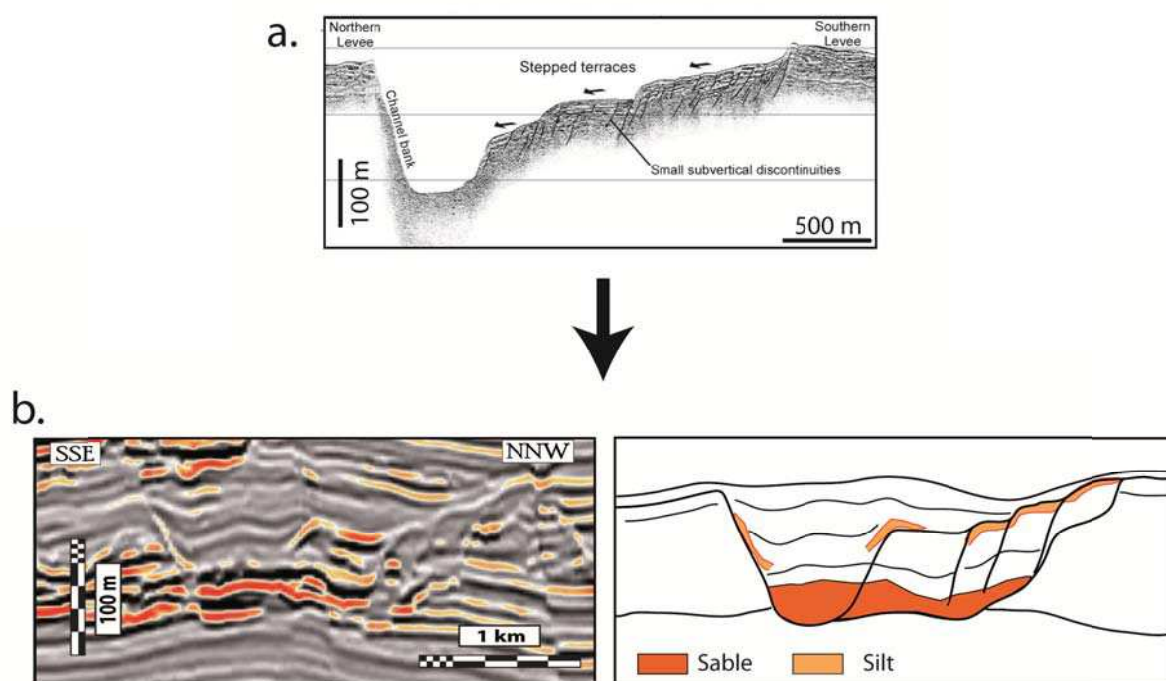 a.
Northern
Levee
Southern
Levee
Stepped terraces
Channel bank
Small subvertical discontinuities
100 m
500 m
b.
SSE
NNW
100 m
1 km
Sable
Silt